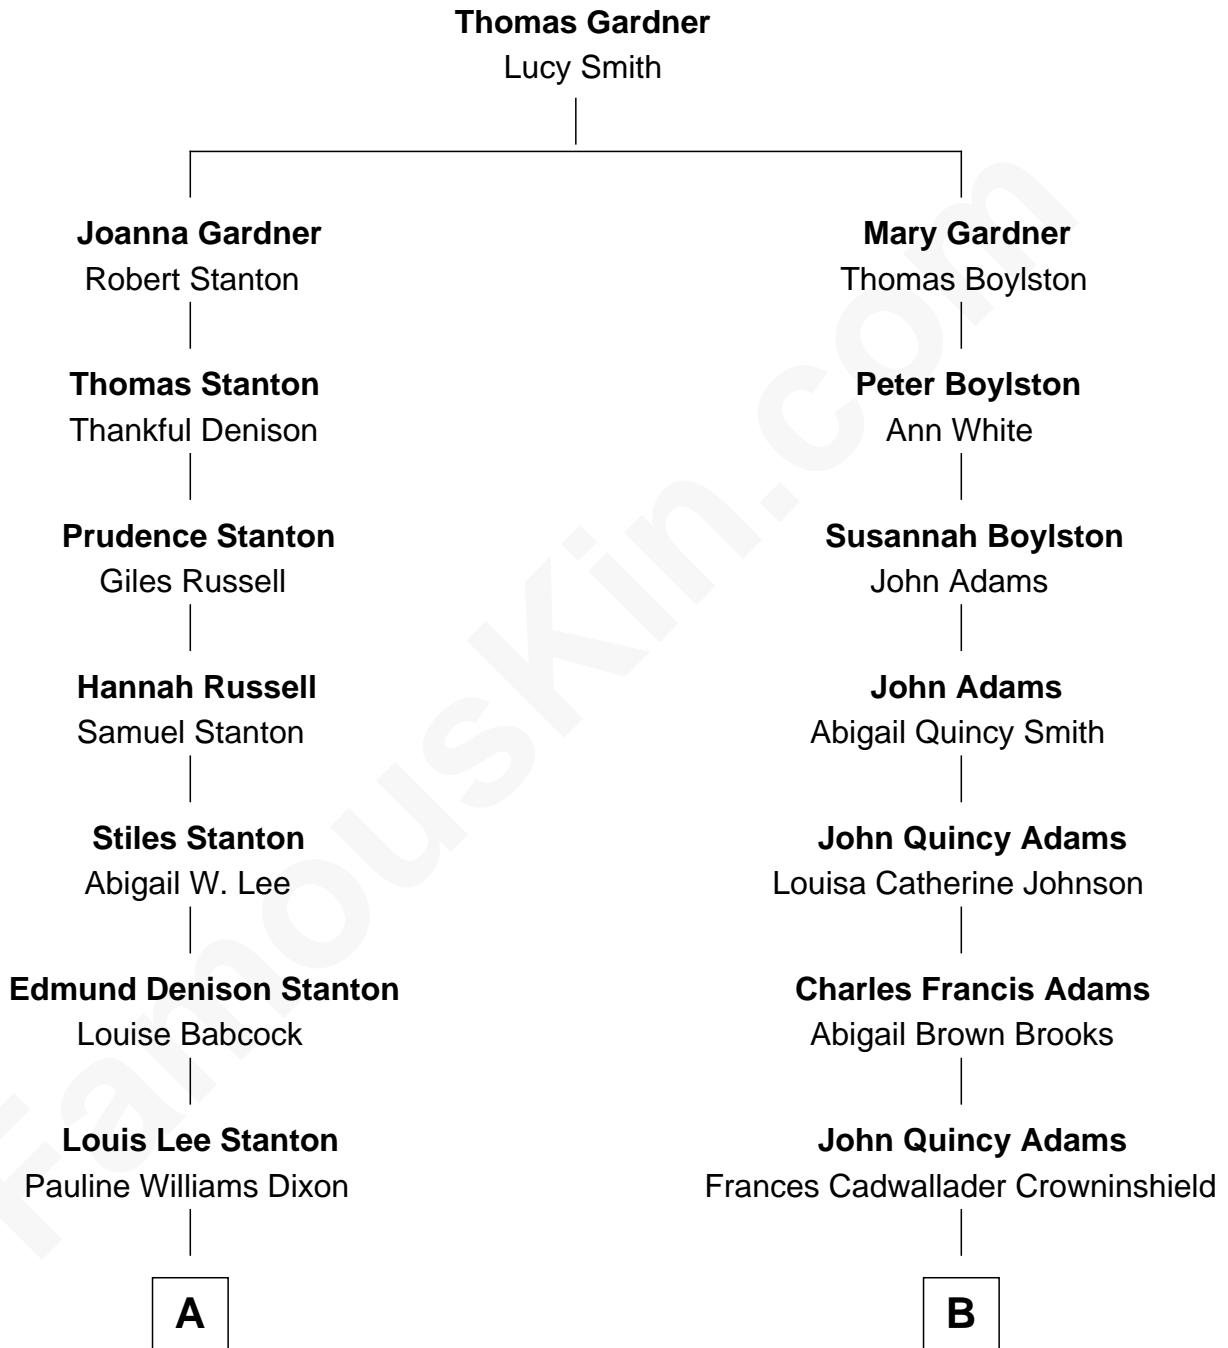 Thomas Gardner
Lucy Smith
Joanna Gardner
Robert Stanton
Mary Gardner
Thomas Boylston
Thomas Stanton
Thankful Denison
Peter Boylston
Ann White
Prudence Stanton
Giles Russell
Susannah Boylston
John Adams
Hannah Russell
Samuel Stanton
John Adams
Abigail Quincy Smith
Stiles Stanton
Abigail W. Lee
John Quincy Adams
Louisa Catherine Johnson
Edmund Denison Stanton
Louise Babcock
Charles Francis Adams
Abigail Brown Brooks
Louis Lee Stanton
Pauline Williams Dixon
John Quincy Adams
Frances Cadwallader Crowninshield
A
B
FamousKin.com